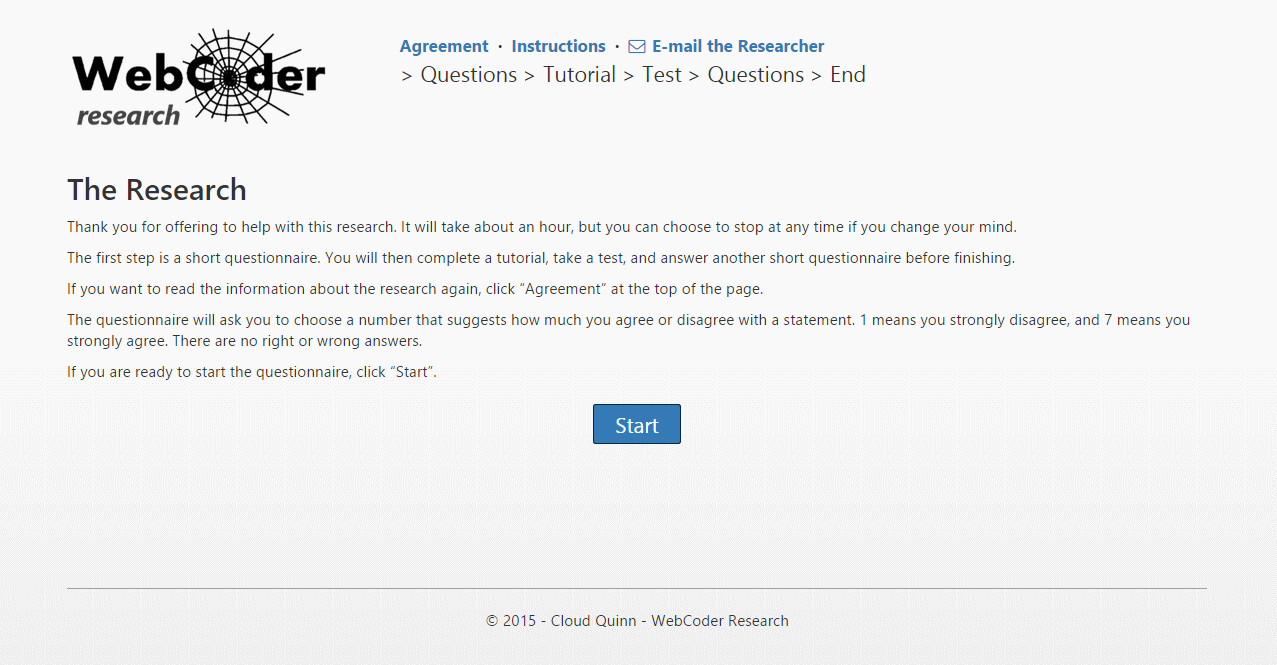 WebCoder
research
Agreement · Instructions · E-mail the Researcher
> Questions > Tutorial > Test > Questions > End
The Research
Thank you for offering to help with this research. It will take about an hour, but you can choose to stop at any time if you change your mind.
The first step is a short questionnaire. You will then complete a tutorial, take a test, and answer another short questionnaire before finishing.
If you want to read the information about the research again, click “Agreement” at the top of the page.
The questionnaire will ask you to choose a number that suggests how much you agree or disagree with a statement. 1 means you strongly disagree, and 7 means you
strongly agree. There are no right or wrong answers.
If you are ready to start the questionnaire, click “Start”.
Start
© 2015 - Cloud Quinn - WebCoder Research